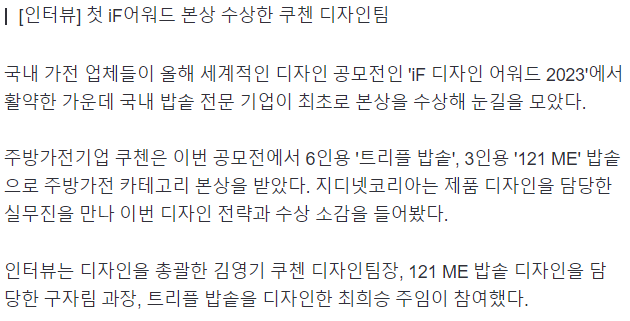 | [인터뷰] 첫 iF어워드 본상 수상한 쿠첸 디자인팀
국내 가전 업체들이 올해 세계적인 디자인 공모전인 'iF 디자인 어워드 2023'에서
활약한 가운데 국내 밥솥 전문 기업이 최초로 본상을 수상해 눈길을 모았다.
주방가전기업 쿠첸은 이번 공모전에서 6인용 '트리플 밥솥', 3인용 '121 ME' 밥솥
으로 주방가전 카테고리 본상을 받았다. 지디넷코리아는 제품 디자인을 담당한
실무진을 만나 이번 디자인 전략과 수상 소감을 들어봤다.
인터뷰는 디자인을 총괄한 김영기 쿠첸 디자인팀장, 121 ME 밥솥 디자인을 담
당한 구자림 과장, 트리플 밥솥을 디자인한 최희승 주임이 참여했다.